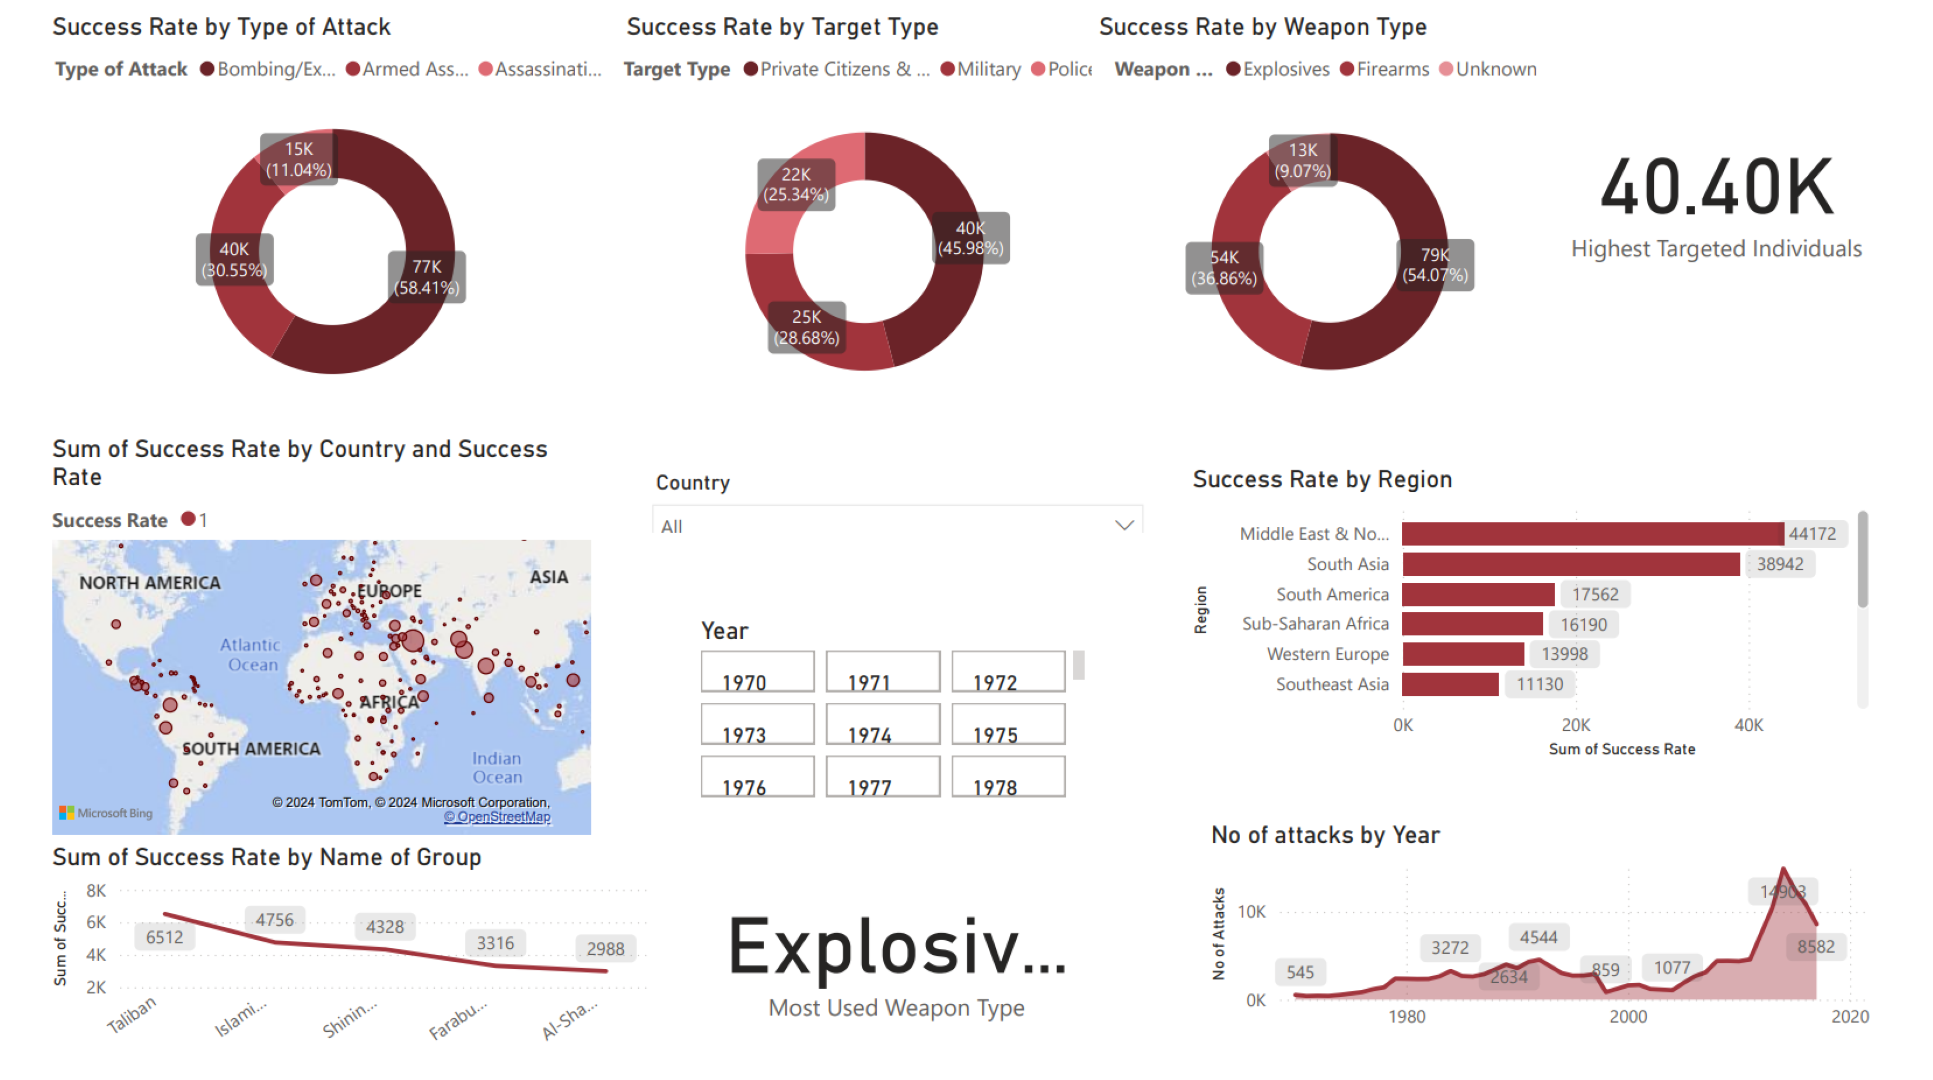 Success Rate by Type of Attack
Type of Attack Bombing/Ex... Armed Ass... Assassinati...
15K
(11.04%)
40K
(30.55%)
77K
(58.41%)
Success Rate by Target Type
Target Type Private Citizens & ... Military Police
22K
(25.34%)
40K
(45.98%)
25K
(28.68%)
Success Rate by Weapon Type
Weapon ... Explosives Firearms Unknown
13K
(9.07%)
54K
(36.86%)
79K
(54.07%)
40.40K
Highest Targeted Individuals
Sum of Success Rate by Country and Success
Rate
Success Rate 1
NORTH AMERICA
EUROPE
ASIA
Atlantic
Ocean
AFRICA
SOUTH AMERICA
Indian
Ocean
Microsoft Bing
© 2024 TomTom, © 2024 Microsoft Corporation,
© OpenStreetMap
Country
All
Year
1970 1971 1972
1973 1974 1975
1976 1977 1978
Success Rate by Region
Region
Middle East & No... 44172
South Asia 38942
South America 17562
Sub-Saharan Africa 16190
Western Europe 13998
Southeast Asia 11130
0K 20K 40K
Sum of Success Rate
Sum of Success Rate by Name of Group
Sum of Succ...
8K
6K
4K
2K
6512 4756 4328 3316 2988
Taliban Islami... Shinin... Farabu... Al-Sha...
Explosiv...
Most Used Weapon Type
No of attacks by Year
No of Attacks
10K
0K
545 3272 2634 4544 859 1077 14903 8582
1980 2000 2020